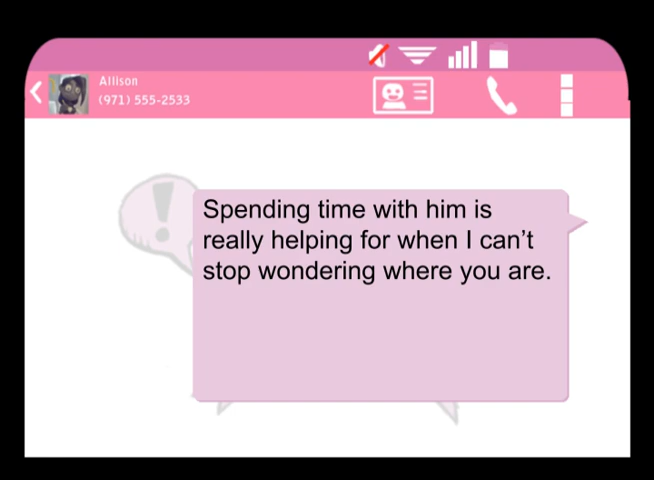 Allison
(971) 555-2533
Spending time with him is
really helping for when I can’t
stop wondering where you are.